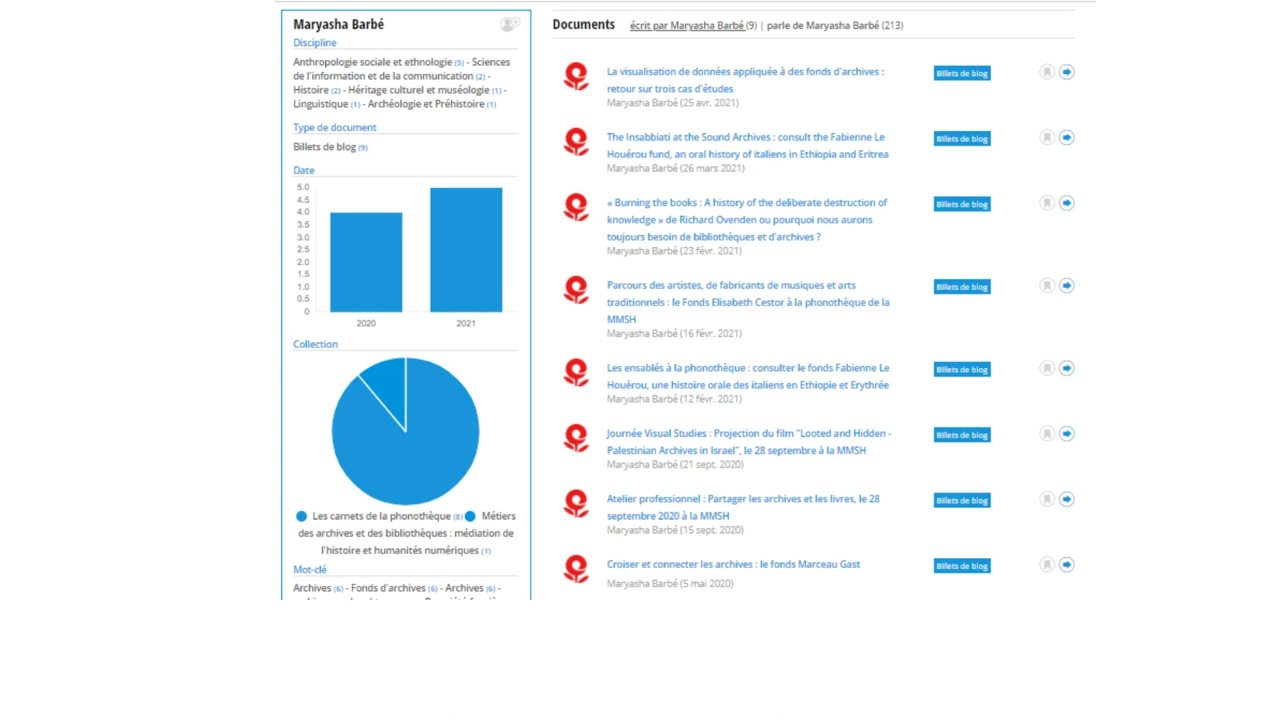 Maryasha Barbé
Discipline
Anthropologie sociale et ethnologie (5) - Sciences
de l'information et de la communication (2) -
Histoire (2) - Héritage culturel et muséologie (1) -
Linguistique (1) - Archéologie et Préhistoire (1)
Type de document
Billets de blog (9)
Date
5.0
4.5
4.0
3.5
3.0
2.5
2.0
1.5
1.0
0.5
0
2020 2021
Collection
Les carnets de la phonothèque (8) Métiers
des archives et des bibliothèques : médiation de
l'histoire et humanités numériques (1)
Mot-clé
Archives (6) - Fonds d'archives (6) - Archives (6) -
Documents écrit par Maryasha Barbé (9) | parle de Maryasha Barbé (213)
La visualisation de données appliquée à des fonds d'archives :
retour sur trois cas d'études
Maryasha Barbé (25 avr. 2021)
Billets de blog
The Insabbiati at the Sound Archives : consult the Fabienne Le
Houérou fund, an oral history of italiens in Ethiopia and Eritrea
Maryasha Barbé (26 mars 2021)
Billets de blog
« Burning the books : A history of the deliberate destruction of
knowledge » de Richard Ovenden ou pourquoi nous aurons
toujours besoin de bibliothèques et d'archives ?
Maryasha Barbé (23 févr. 2021)
Billets de blog
Parcours des artistes, de fabricants de musiques et arts
traditionnels : le Fonds Elisabeth Cestor à la phonothèque de la
MMSH
Maryasha Barbé (16 févr. 2021)
Billets de blog
Les ensablés à la phonothèque : consulter le fonds Fabienne Le
Houérou, une histoire orale des italiens en Ethiopie et Erythrée
Maryasha Barbé (12 févr. 2021)
Billets de blog
Journée Visual Studies : Projection du film "Looted and Hidden -
Palestinian Archives in Israel", le 28 septembre à la MMSH
Maryasha Barbé (21 sept. 2020)
Billets de blog
Atelier professionnel : Partager les archives et les livres, le 28
septembre 2020 à la MMSH
Maryasha Barbé (15 sept. 2020)
Billets de blog
Croiser et connecter les archives : le fonds Marceau Gast
Maryasha Barbé (5 mai 2020)
Billets de blog